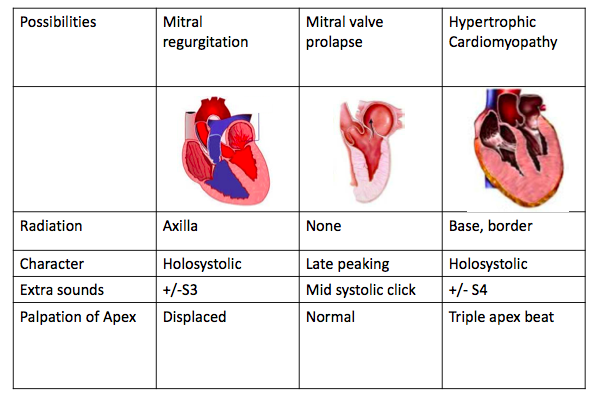 Possibilities
Mitral regurgitation
Mitral valve prolapse
Hypertrophic Cardiomyopathy
Radiation
Axilla
None
Base, border
Character
Holosystolic
Late peaking
Holosystolic
Extra sounds
+/-S3
Mid systolic click
+/- S4
Palpation of Apex
Displaced
Normal
Triple apex beat